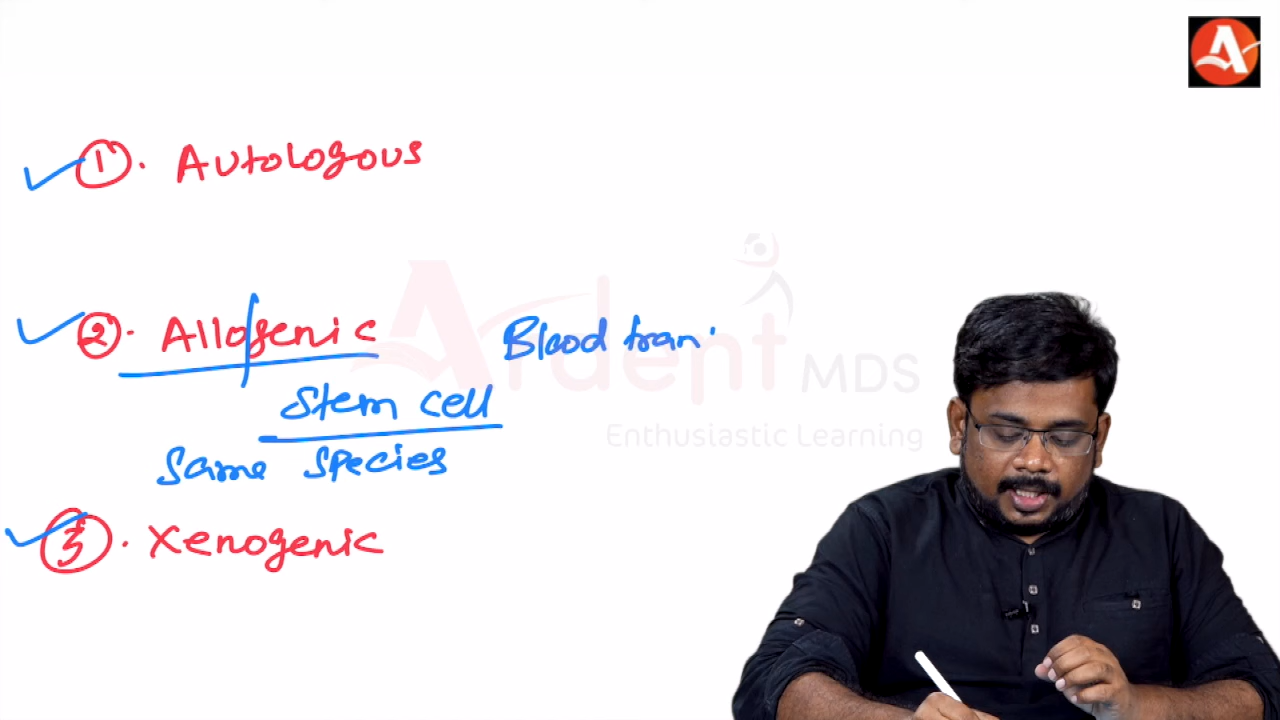 1. Autologous
2. Allogenic Blood tran
Stem cell
Same species
3. Xenogenic
Ardent MDS
Enthusiastic Learning